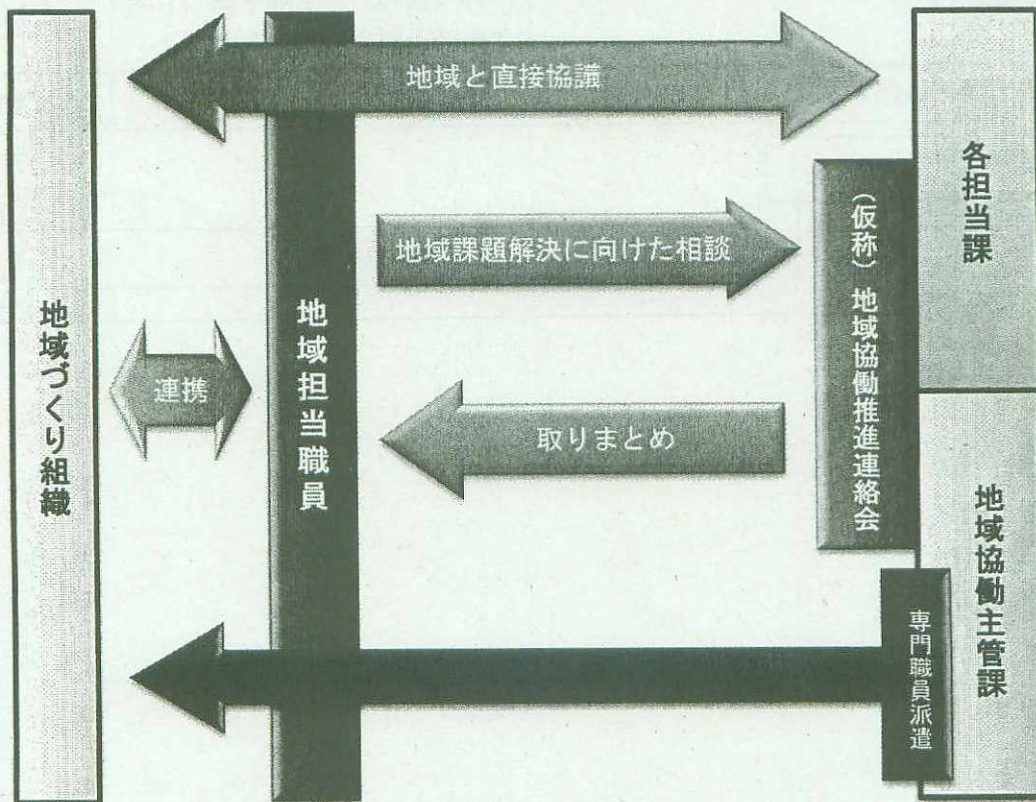 地域と直接協議
各担当課
(仮称)地域協働推進連絡会
地域課題解決に向けた相談
地域づくり組織
連携
地域担当職員
取りまとめ
地域協働主管課
専門職員派遣